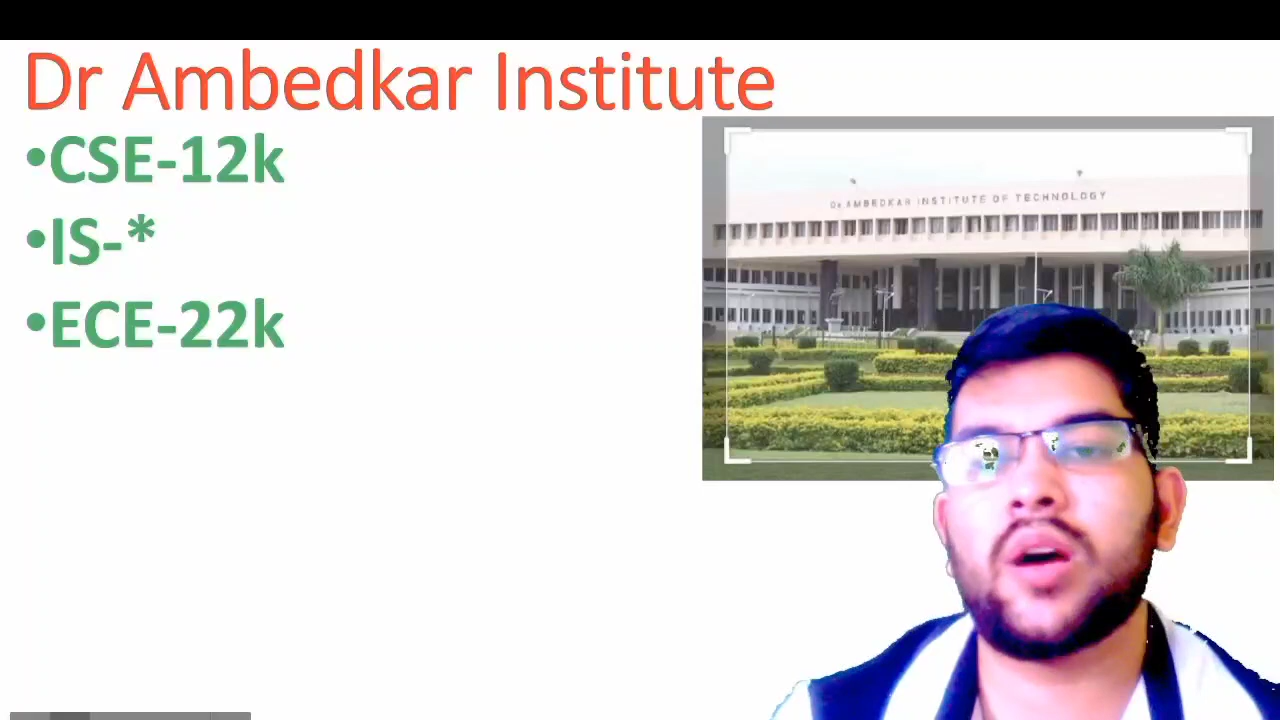 Dr Ambedkar Institute
•CSE-12k
•IS-*
•ECE-22k
Dr. AMBEDKAR INSTITUTE OF TECHNOLOGY